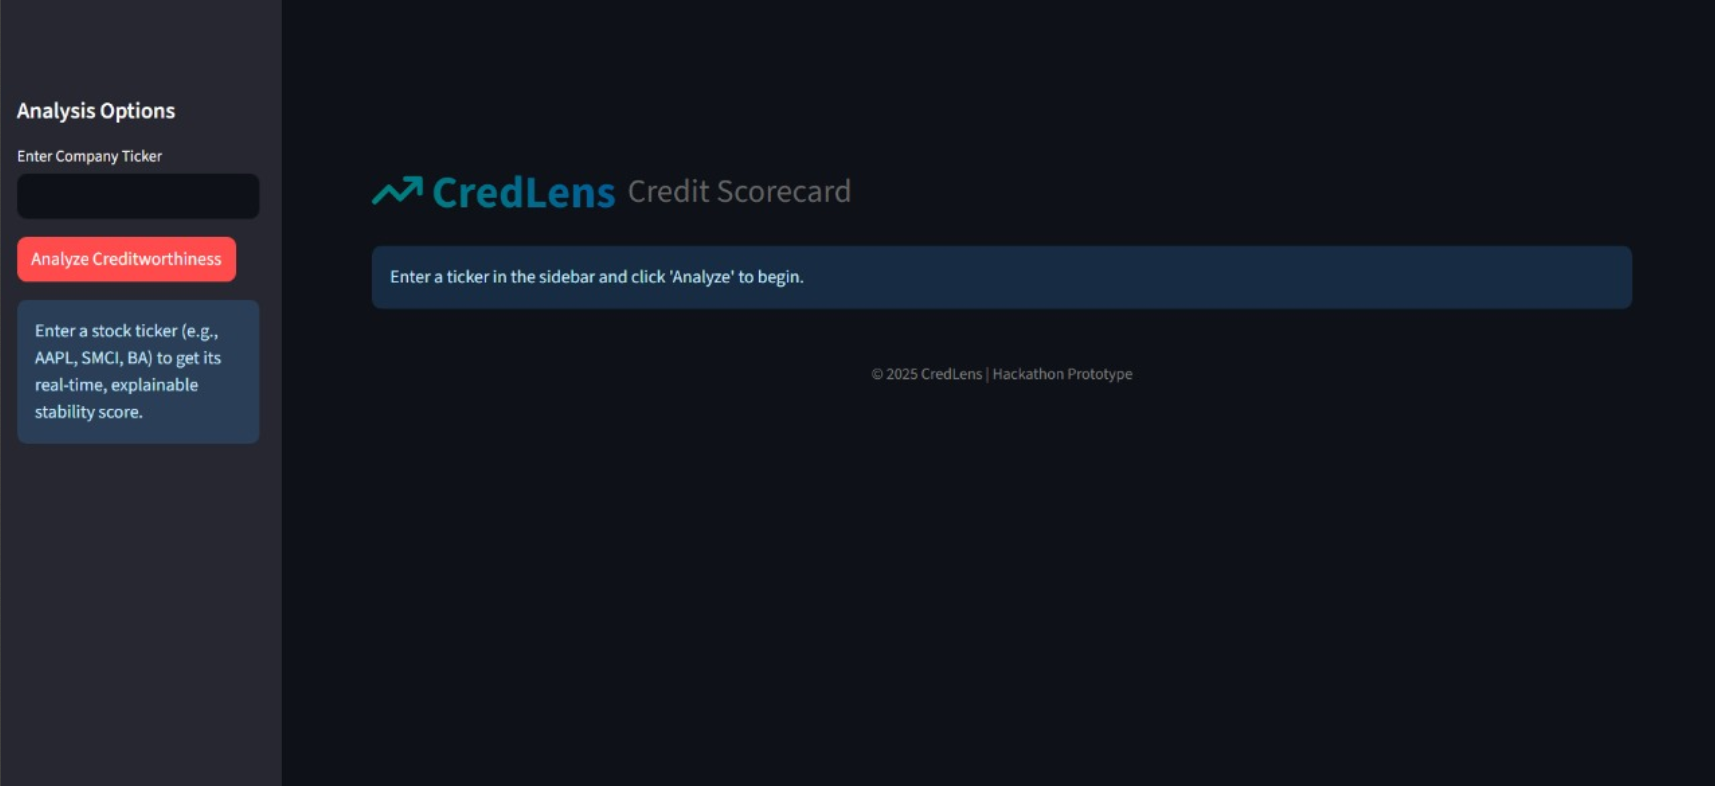 Analysis Options
Enter Company Ticker
Analyze Creditworthiness
Enter a stock ticker (e.g.,
AAPL, SMCI, BA) to get its
real-time, explainable
stability score.
CredLens Credit Scorecard
Enter a ticker in the sidebar and click 'Analyze' to begin.
© 2025 CredLens | Hackathon Prototype